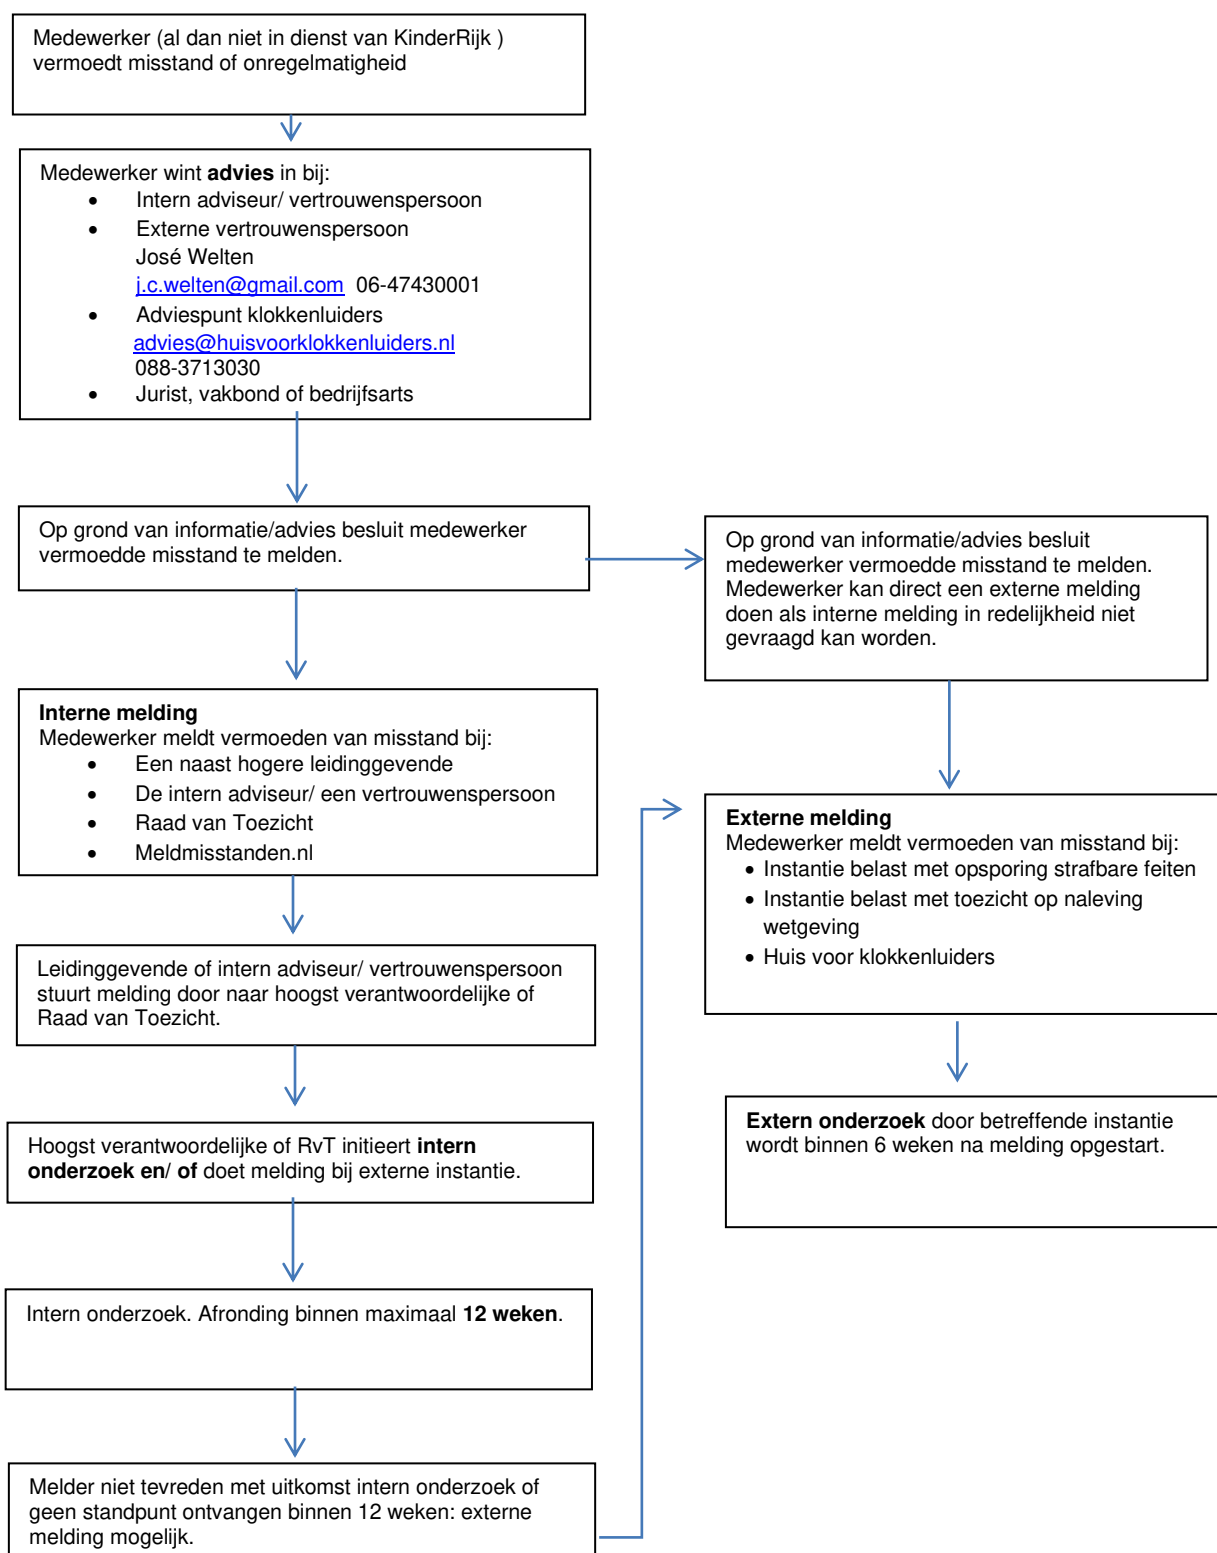 Medewerker (al dan niet in dienst van KinderRijk )
vermoedt misstand of onregelmatigheid
Medewerker wint advies in bij:
• Intern adviseur/ vertrouwenspersoon
• Externe vertrouwenspersoon
José Welten
j.c.welten@gmail.com 06-47430001
• Adviespunt klokkenluiders
advies@huisvoorklokkenluiders.nl
088-3713030
• Jurist, vakbond of bedrijfsarts
Op grond van informatie/advies besluit medewerker
vermoedde misstand te melden.
Op grond van informatie/advies besluit
medewerker vermoedde misstand te melden.
Medewerker kan direct een externe melding
doen als interne melding in redelijkheid niet
gevraagd kan worden.
Interne melding
Medewerker meldt vermoeden van misstand bij:
• Een naast hogere leidinggevende
• De intern adviseur/ een vertrouwenspersoon
• Raad van Toezicht
• Meldmisstanden.nl
Externe melding
Medewerker meldt vermoeden van misstand bij:
• Instantie belast met opsporing strafbare feiten
• Instantie belast met toezicht op naleving
wetgeving
• Huis voor klokkenluiders
Leidinggevende of intern adviseur/ vertrouwenspersoon
stuurt melding door naar hoogst verantwoordelijke of
Raad van Toezicht.
Extern onderzoek door betreffende instantie
wordt binnen 6 weken na melding opgestart.
Hoogst verantwoordelijke of RvT initieert intern
onderzoek en/ of doet melding bij externe instantie.
Intern onderzoek. Afronding binnen maximaal 12 weken.
Melder niet tevreden met uitkomst intern onderzoek of
geen standpunt ontvangen binnen 12 weken: externe
melding mogelijk.